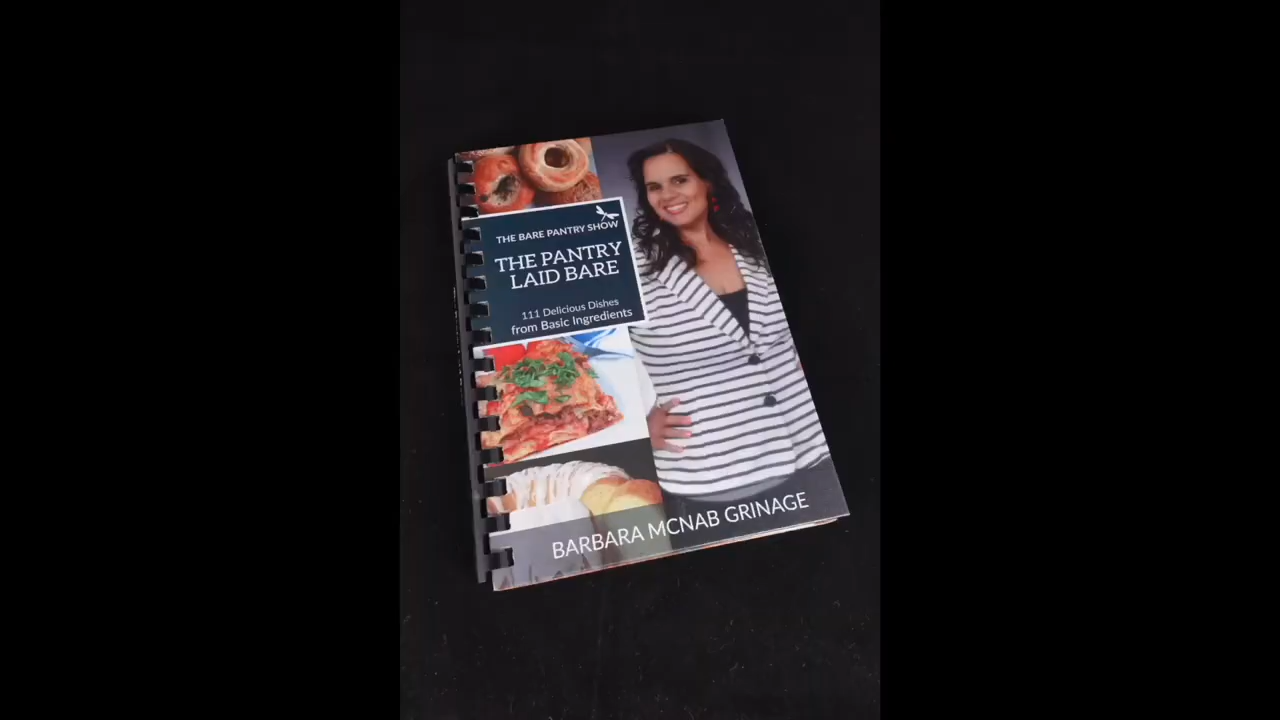 THE BARE PANTRY SHOW
THE PANTRY
LAID BARE
111 Delicious Dishes
from Basic Ingredients
BARBARA MCNAB GRINAGE